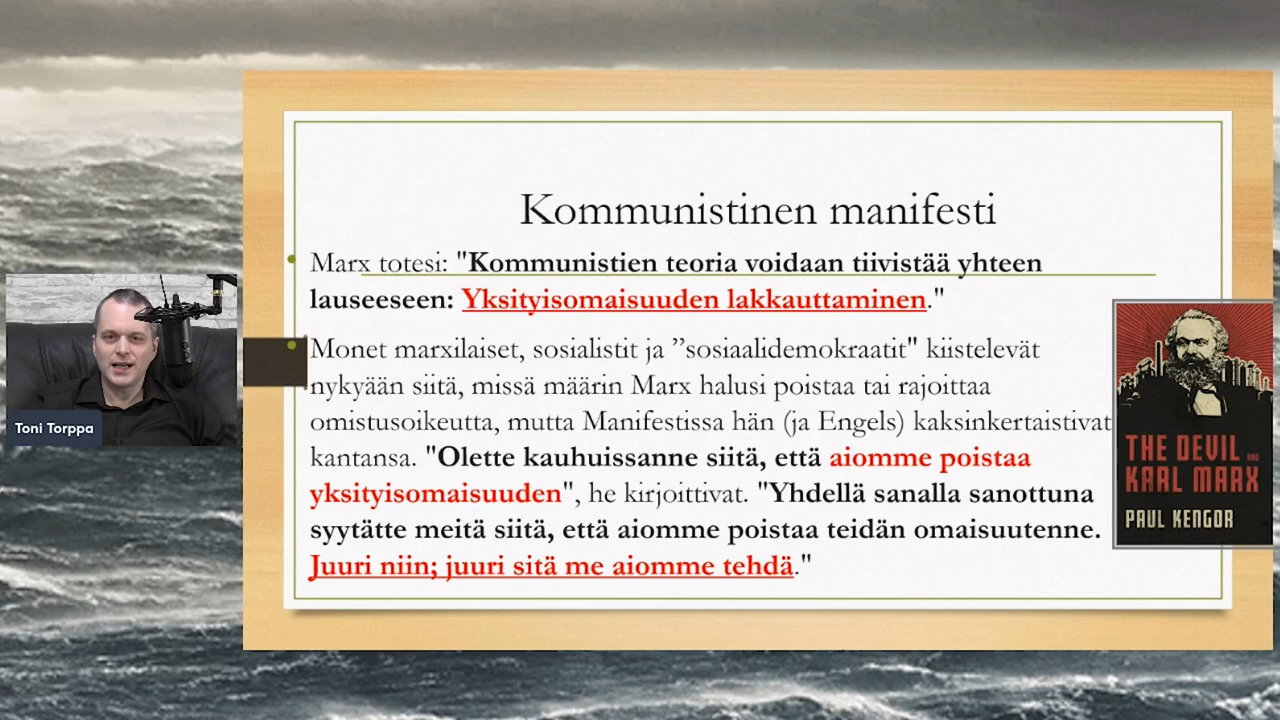 Kommunistinen manifesti
Marx totesi: "Kommunistien teoria voidaan tiivistää yhteen
lauseeseen: Yksityisomaisuuden lakkauttaminen."
Monet marxilaiset, sosialistit ja ”sosiaalidemokraatit" kiistelevät
nykyään siitä, missä määrin Marx halusi poistaa tai rajoittaa
omistusoikeutta, mutta Manifestissa hän (ja Engels) kaksinkertaistivat
kantansa. "Olette kauhuissanne siitä, että aiomme poistaa
yksityisomaisuuden", he kirjoittivat. "Yhdellä sanalla sanottuna
syytätte meitä siitä, että aiomme poistaa teidän omaisuutenne.
Juuri niin; juuri sitä me aiomme tehdä."
Toni Torppa
THE DEVIL AND
KARL MARX
PAUL KENGOR